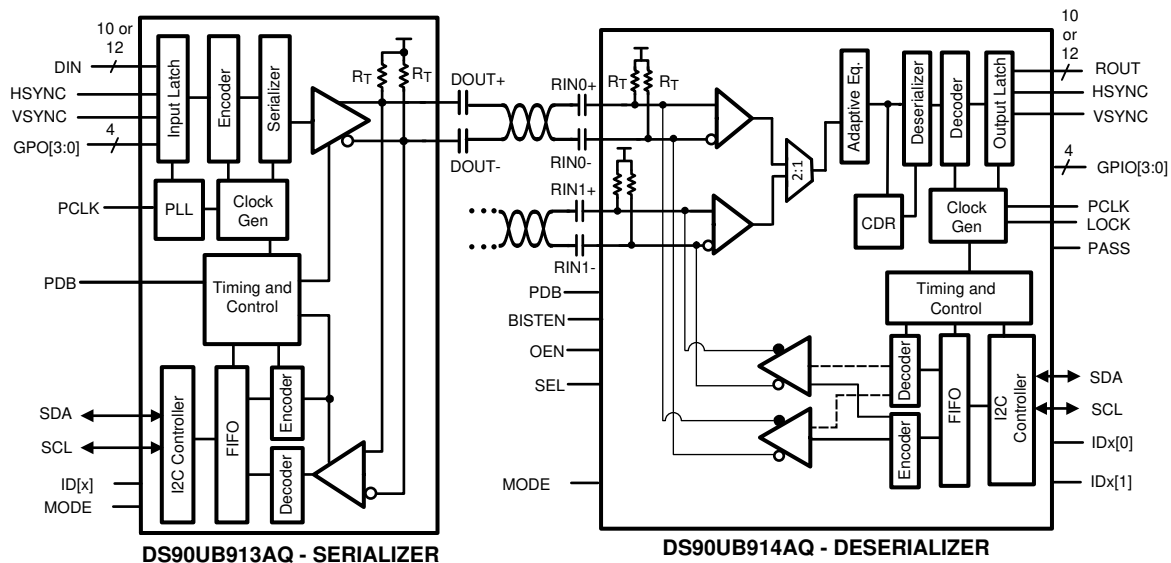 10 or
12
DIN
HSYNC
VSYNC
GPO[3:0]
4
PCLK
PDB
SDA
SCL
ID[x]
MODE
Input Latch
Encoder
Serializer
PLL
Clock
Gen
Timing and
Control
I2C Controller
FIFO
Encoder
Decoder
RT
RT
DOUT+
DOUT-
RIN0+
RIN0-
RIN1+
RIN1-
PDB
BISTEN
OEN
SEL
MODE
RT
RT
2:1
Adaptive Eq.
Deserializer
Decoder
Output Latch
CDR
Clock
Gen
Timing and
Control
Decoder
Encoder
FIFO
I2C
Controller
10
or
12
ROUT
HSYNC
VSYNC
4
GPIO[3:0]
PCLK
LOCK
PASS
SDA
SCL
IDx[0]
IDx[1]
DS90UB913AQ - SERIALIZER
DS90UB914AQ - DESERIALIZER